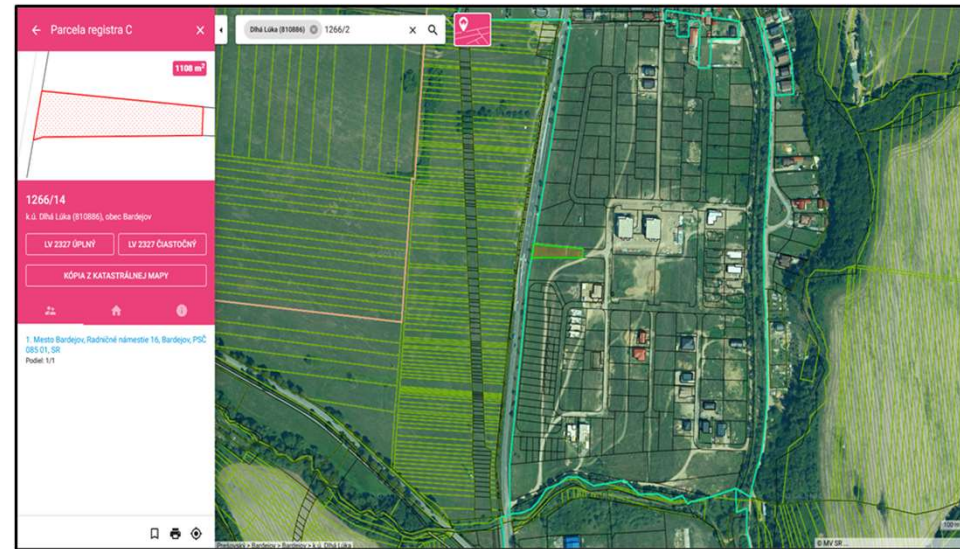 Parcela registra C
1108 m²
1266/14
k.ú. Dlhá Lúka (810886), obec Bardejov
LV 2327 ÚPLNÝ
LV 2327 ČIASTOČNÝ
KÓPIA Z KATASTRÁLNEJ MAPY
1. Mesto Bardejov, Radničné námestie 16, Bardejov, PSČ
085 01, SR
Podiel: 1/1
Dlhá Lúka (810886) 1266/2
Prešovský > Bardejov > Bardejov > k.ú. Dlhá Lúka
100 m
© MV SR ...